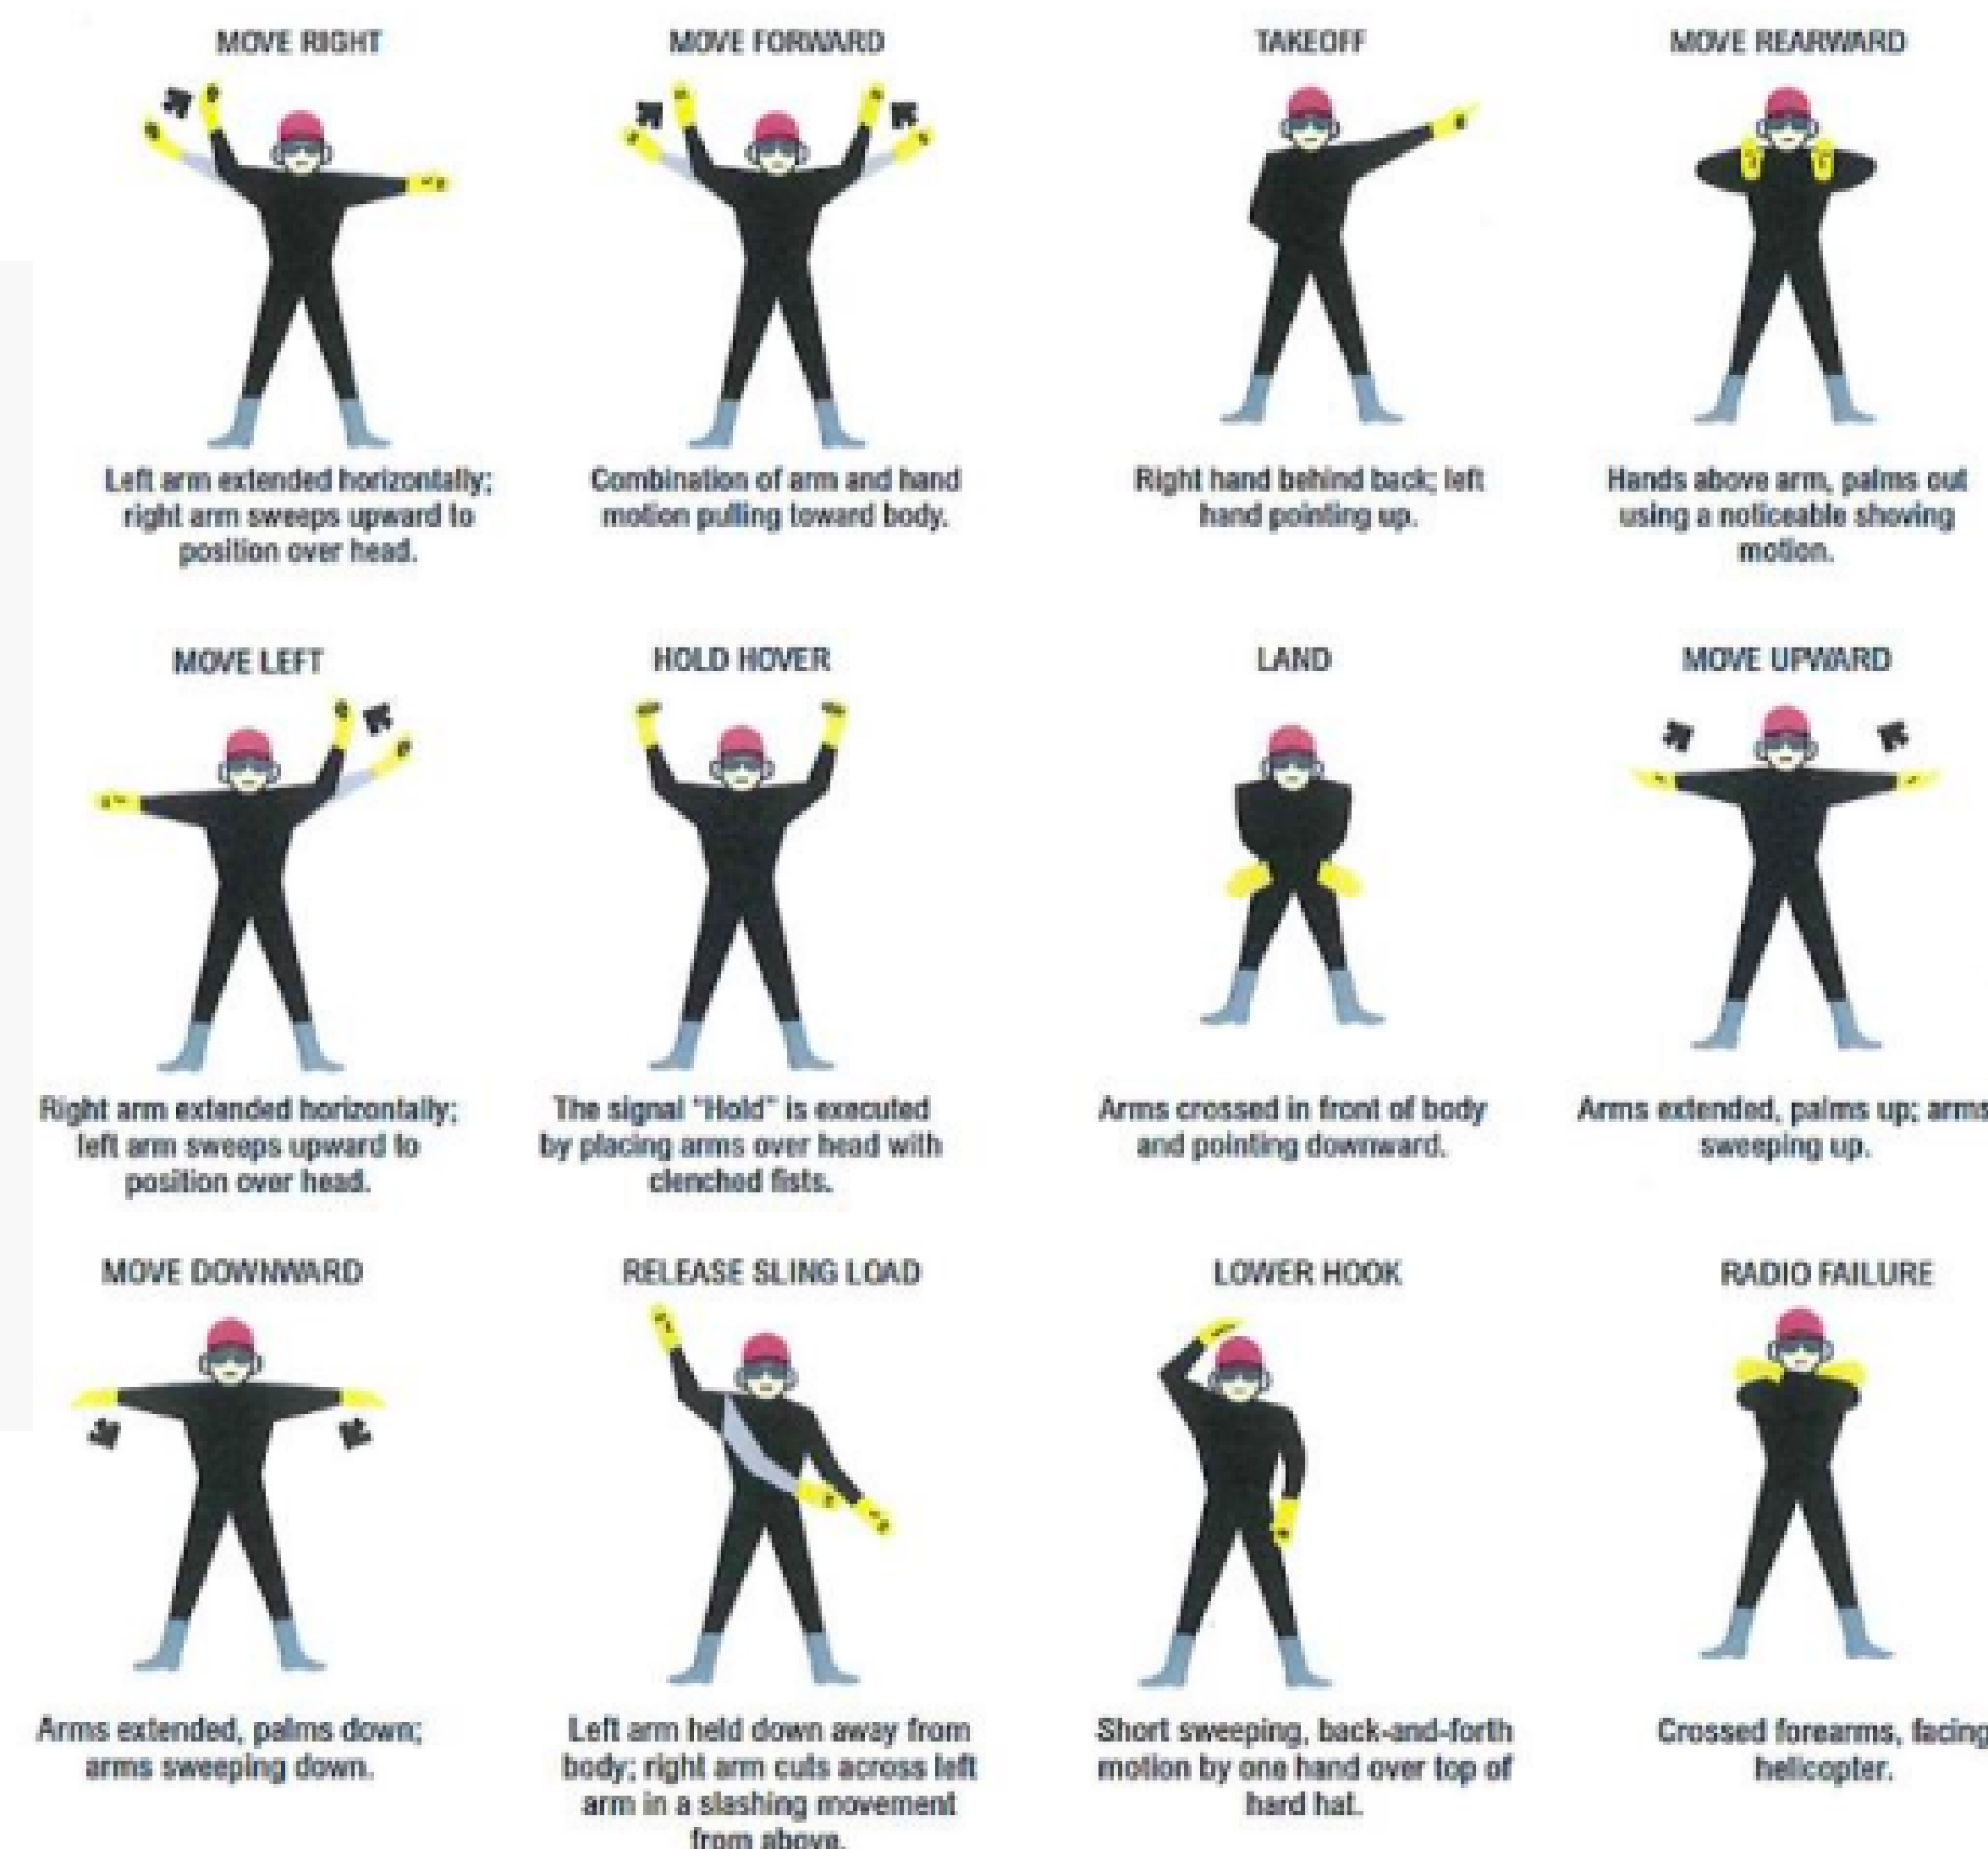 MOVE RIGHT
Left arm extended horizontally;
right arm sweeps upward to
position over head.
MOVE FORWARD
Combination of arm and hand
motion pulling toward body.
TAKEOFF
Right hand behind back; left
hand pointing up.
MOVE REARWARD
Hands above arm, palms out
using a noticeable shoving
motion.
MOVE LEFT
Right arm extended horizontally;
left arm sweeps upward to
position over head.
HOLD HOVER
The signal "Hold" is executed
by placing arms over head with
clenched fists.
LAND
Arms crossed in front of body
and pointing downward.
MOVE UPWARD
Arms extended, palms up; arms
sweeping up.
MOVE DOWNWARD
Arms extended, palms down;
arms sweeping down.
RELEASE SLING LOAD
Left arm held down away from
body; right arm cuts across left
arm in a slashing movement
from above.
LOWER HOOK
Short sweeping, back-and-forth
motion by one hand over top of
hard hat.
RADIO FAILURE
Crossed forearms, facing
helicopter.